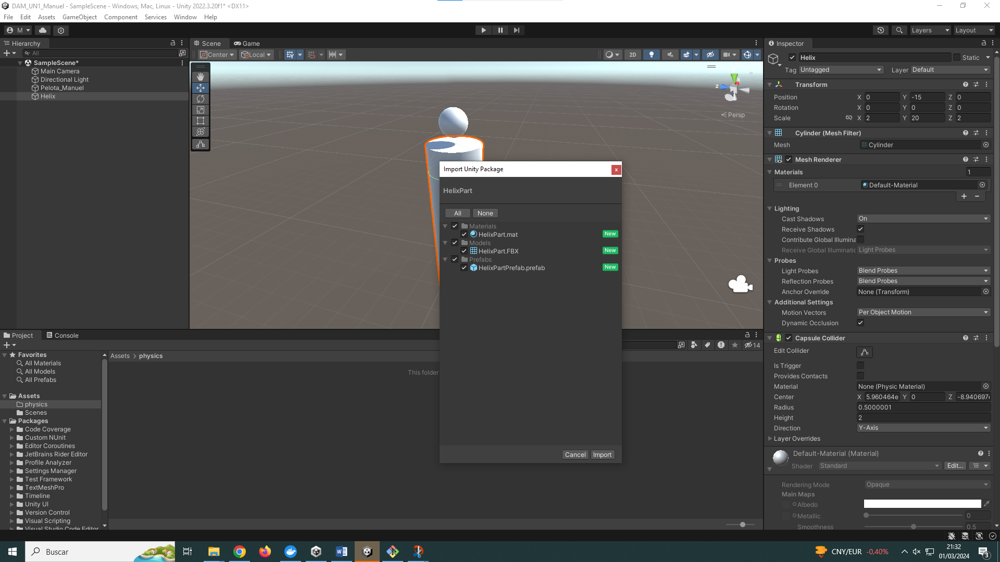 DAM_UN1_Manuel - SampleScene - Windows, Mac, Linux - Unity 2022.3.20f1* <DX11>
File Edit Assets GameObject Component Services Window Help
M Layers Layout
Hierarchy
All
SampleScene*
Main Camera
Directional Light
Pelota_Manuel
Helix
Scene Game
Center Local 2D
x
z
Persp
Import Unity Package
x
HelixPart
All None
Materials
HelixPart.mat New
Models
HelixPart.FBX New
Prefabs
HelixPartPrefab.prefab New
Cancel Import
Project Console
14
Favorites
All Materials
All Models
All Prefabs
Assets
physics
Scenes
Packages
Code Coverage
Custom NUnit
Editor Coroutines
JetBrains Rider Editor
Profile Analyzer
Settings Manager
Test Framework
TextMeshPro
Timeline
Unity UI
Version Control
Visual Scripting
Visual Studio Code Editor
Assets > physics
This folder
Inspector
Helix Static
Tag Untagged Layer Default
Transform
Position X 0 Y -15 Z 0
Rotation X 0 Y 0 Z 0
Scale X 2 Y 20 Z 2
Cylinder (Mesh Filter)
Mesh Cylinder
Mesh Renderer
Materials 1
Element 0 Default-Material
+ −
Lighting
Cast Shadows On
Receive Shadows
Contribute Global Illumina
Receive Global Illuminatio Light Probes
Probes
Light Probes Blend Probes
Reflection Probes Blend Probes
Anchor Override None (Transform)
Additional Settings
Motion Vectors Per Object Motion
Dynamic Occlusion
Capsule Collider
Edit Collider
Is Trigger
Provides Contacts
Material None (Physic Material)
Center X 5.960464e Y 0 Z -8.940697e
Radius 0.5000001
Height 2
Direction Y-Axis
Layer Overrides
Default-Material (Material)
Shader Standard Edit...
Rendering Mode Opaque
Main Maps
Albedo
Metallic 0
Smoothness 0.5
Buscar
CNY/EUR -0,40%
21:32
01/03/2024
3